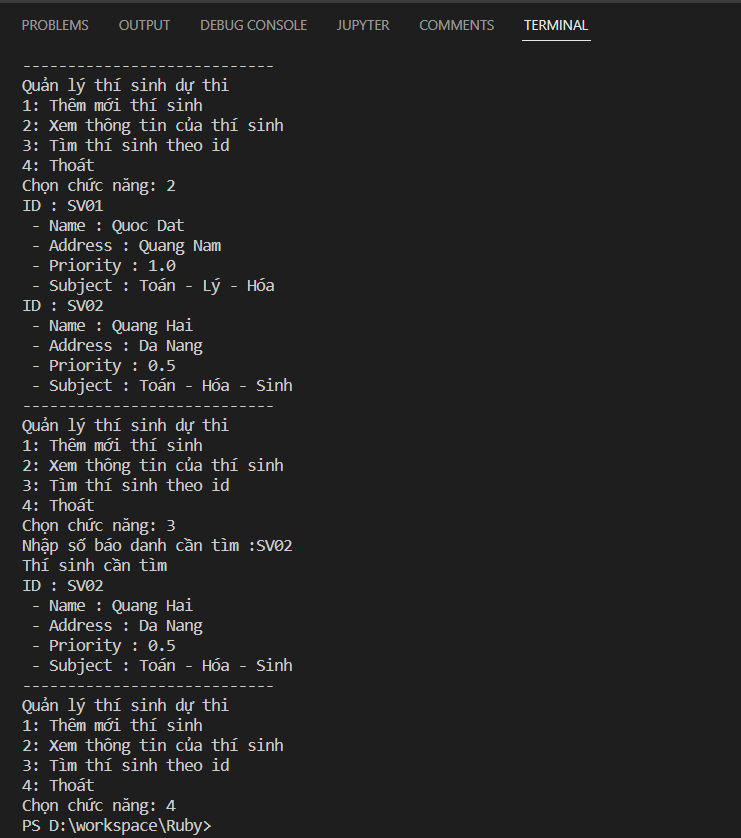 PROBLEMS OUTPUT DEBUG CONSOLE JUPYTER COMMENTS TERMINAL
----------------------------
Quản lý thí sinh dự thi
1: Thêm mới thí sinh
2: Xem thông tin của thí sinh
3: Tìm thí sinh theo id
4: Thoát
Chọn chức năng: 2
ID : SV01
 - Name : Quoc Dat
 - Address : Quang Nam
 - Priority : 1.0
 - Subject : Toán - Lý - Hóa
ID : SV02
 - Name : Quang Hai
 - Address : Da Nang
 - Priority : 0.5
 - Subject : Toán - Hóa - Sinh
----------------------------
Quản lý thí sinh dự thi
1: Thêm mới thí sinh
2: Xem thông tin của thí sinh
3: Tìm thí sinh theo id
4: Thoát
Chọn chức năng: 3
Nhập số báo danh cần tìm :SV02
Thí sinh cần tìm
ID : SV02
 - Name : Quang Hai
 - Address : Da Nang
 - Priority : 0.5
 - Subject : Toán - Hóa - Sinh
----------------------------
Quản lý thí sinh dự thi
1: Thêm mới thí sinh
2: Xem thông tin của thí sinh
3: Tìm thí sinh theo id
4: Thoát
Chọn chức năng: 4
PS D:\workspace\Ruby>